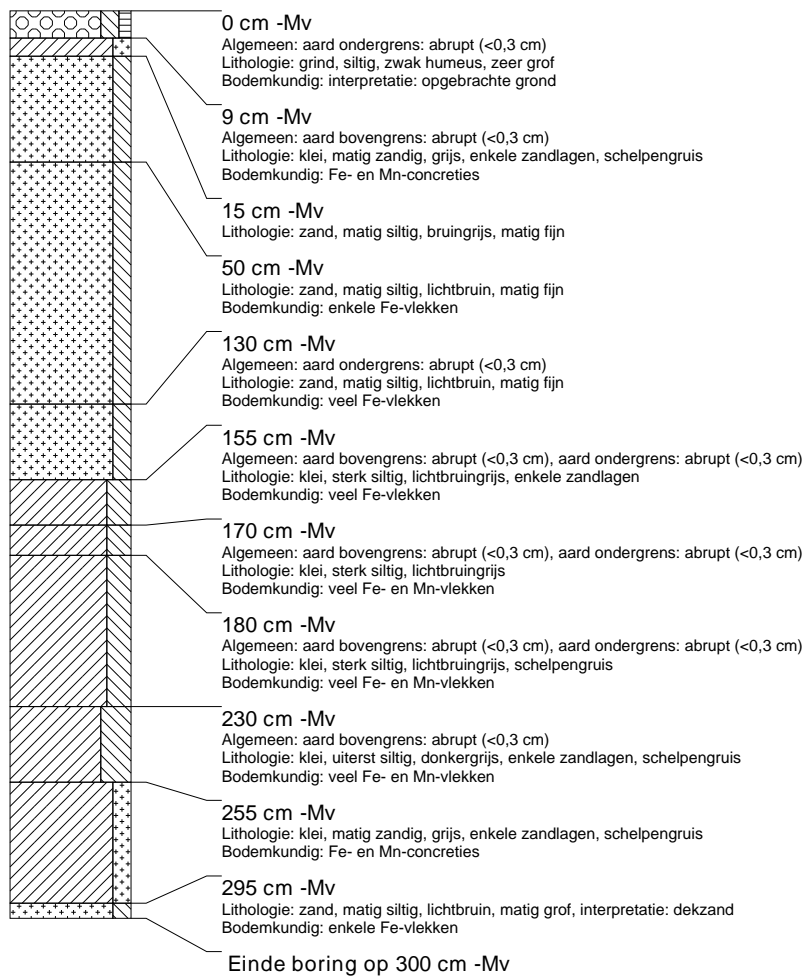 0 cm -Mv
Algemeen: aard ondergrens: abrupt (<0,3 cm)
Lithologie: grind, siltig, zwak humeus, zeer grof
Bodemkundig: interpretatie: opgebrachte grond
9 cm -Mv
Algemeen: aard bovengrens: abrupt (<0,3 cm)
Lithologie: klei, matig zandig, grijs, enkele zandlagen, schelpengruis
Bodemkundig: Fe- en Mn-concreties
15 cm -Mv
Lithologie: zand, matig siltig, bruingrijs, matig fijn
50 cm -Mv
Lithologie: zand, matig siltig, lichtbruin, matig fijn
Bodemkundig: enkele Fe-vlekken
130 cm -Mv
Algemeen: aard ondergrens: abrupt (<0,3 cm)
Lithologie: zand, matig siltig, lichtbruin, matig fijn
Bodemkundig: veel Fe-vlekken
155 cm -Mv
Algemeen: aard bovengrens: abrupt (<0,3 cm), aard ondergrens: abrupt (<0,3 cm)
Lithologie: klei, sterk siltig, lichtbruingrijs, enkele zandlagen
Bodemkundig: veel Fe-vlekken
170 cm -Mv
Algemeen: aard bovengrens: abrupt (<0,3 cm), aard ondergrens: abrupt (<0,3 cm)
Lithologie: klei, sterk siltig, lichtbruingrijs
Bodemkundig: veel Fe- en Mn-vlekken
180 cm -Mv
Algemeen: aard bovengrens: abrupt (<0,3 cm), aard ondergrens: abrupt (<0,3 cm)
Lithologie: klei, sterk siltig, lichtbruingrijs, schelpengruis
Bodemkundig: veel Fe- en Mn-vlekken
230 cm -Mv
Algemeen: aard bovengrens: abrupt (<0,3 cm)
Lithologie: klei, uiterst siltig, donkergrijs, enkele zandlagen, schelpengruis
Bodemkundig: veel Fe- en Mn-vlekken
255 cm -Mv
Lithologie: klei, matig zandig, grijs, enkele zandlagen, schelpengruis
Bodemkundig: Fe- en Mn-concreties
295 cm -Mv
Lithologie: zand, matig siltig, lichtbruin, matig grof, interpretatie: dekzand
Bodemkundig: enkele Fe-vlekken
Einde boring op 300 cm -Mv